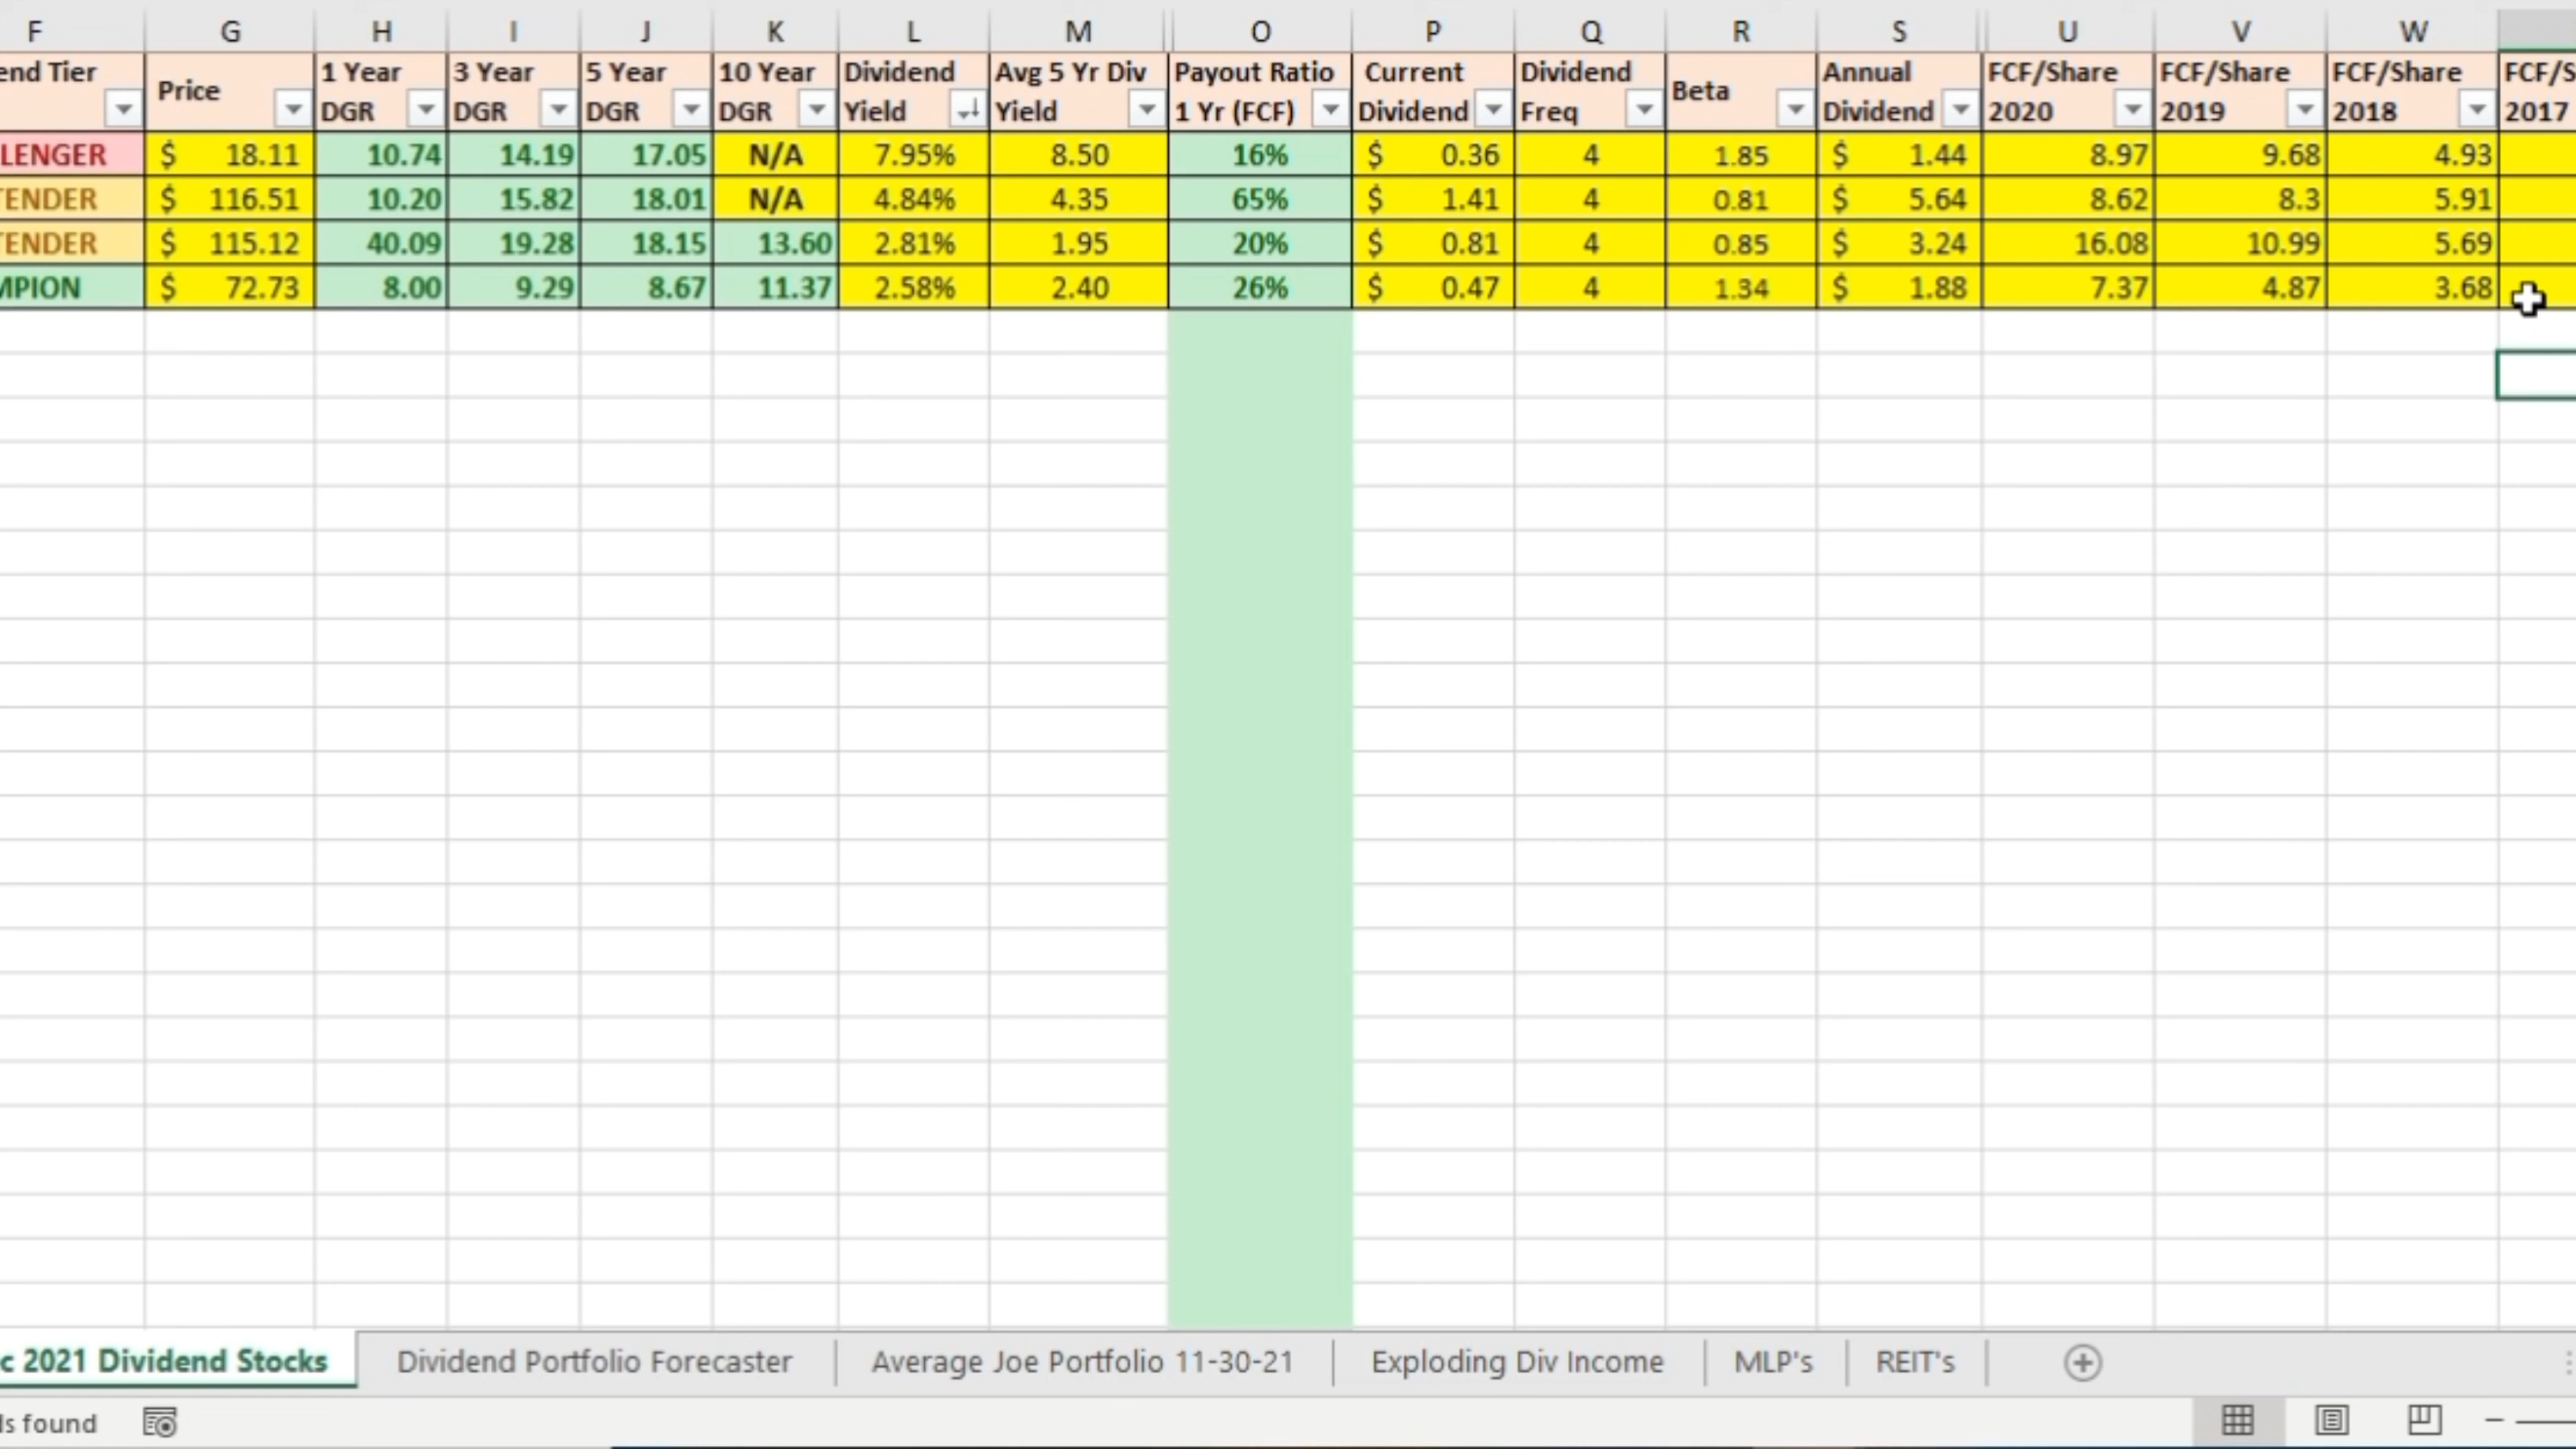 F G H I J K L M O P Q R S U V W
end Tier Price 1 Year DGR 3 Year DGR 5 Year DGR 10 Year DGR Dividend Yield Avg 5 Yr Div Yield Payout Ratio 1 Yr (FCF) Current Dividend Dividend Freq Beta Annual Dividend FCF/Share 2020 FCF/Share 2019 FCF/Share 2018 FCF/S 2017
LENGER $ 18.11 10.74 14.19 17.05 N/A 7.95% 8.50 16% $ 0.36 4 1.85 $ 1.44 8.97 9.68 4.93
TENDER $ 116.51 10.20 15.82 18.01 N/A 4.84% 4.35 65% $ 1.41 4 0.81 $ 5.64 8.62 8.3 5.91
TENDER $ 115.12 40.09 19.28 18.15 13.60 2.81% 1.95 20% $ 0.81 4 0.85 $ 3.24 16.08 10.99 5.69
MPION $ 72.73 8.00 9.29 8.67 11.37 2.58% 2.40 26% $ 0.47 4 1.34 $ 1.88 7.37 4.87 3.68
c 2021 Dividend Stocks Dividend Portfolio Forecaster Average Joe Portfolio 11-30-21 Exploding Div Income MLP's REIT's
ls found